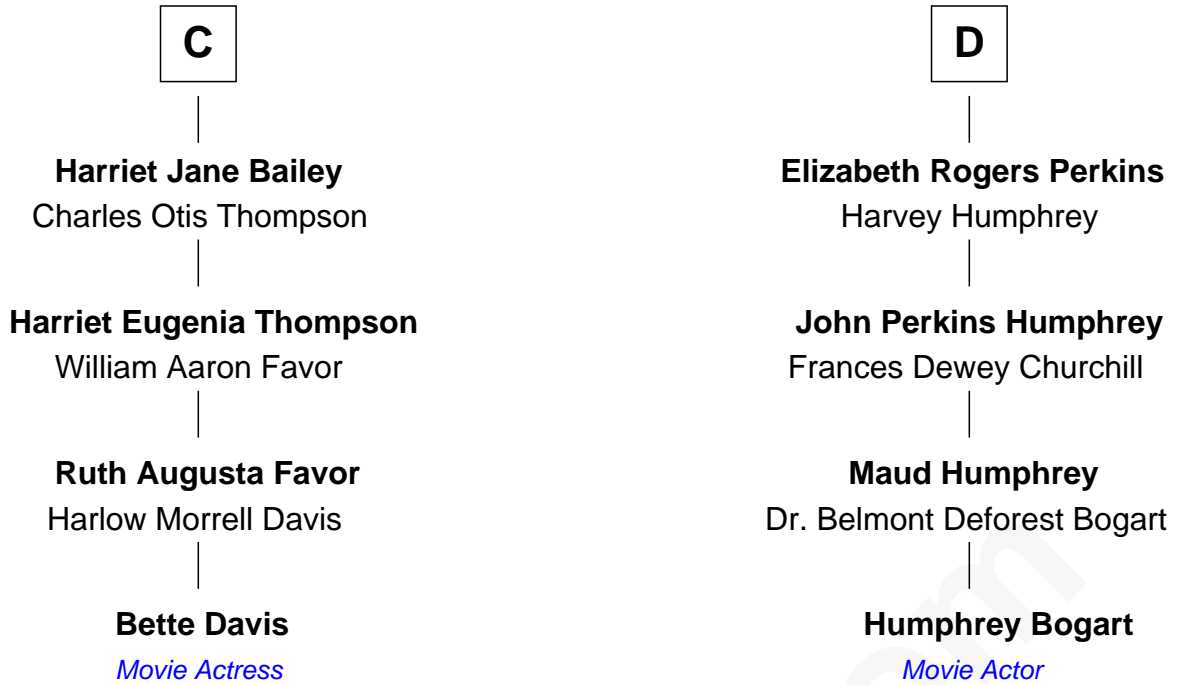 C
Harriet Jane Bailey
Charles Otis Thompson
Harriet Eugenia Thompson
William Aaron Favor
Ruth Augusta Favor
Harlow Morrell Davis
Bette Davis
Movie Actress
D
Elizabeth Rogers Perkins
Harvey Humphrey
John Perkins Humphrey
Frances Dewey Churchill
Maud Humphrey
Dr. Belmont Deforest Bogart
Humphrey Bogart
Movie Actor